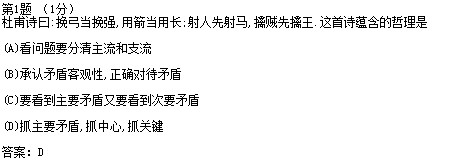 第1题 （1分）
杜甫诗曰:挽弓当挽强,用箭当用长;射人先射马,擒贼先擒王.这首诗蕴含的哲理是
(A)看问题要分清主流和支流
(B)承认矛盾客观性,正确对待矛盾
(C)要看到主要矛盾又要看到次要矛盾
(D)抓主要矛盾,抓中心,抓关键
答案：D